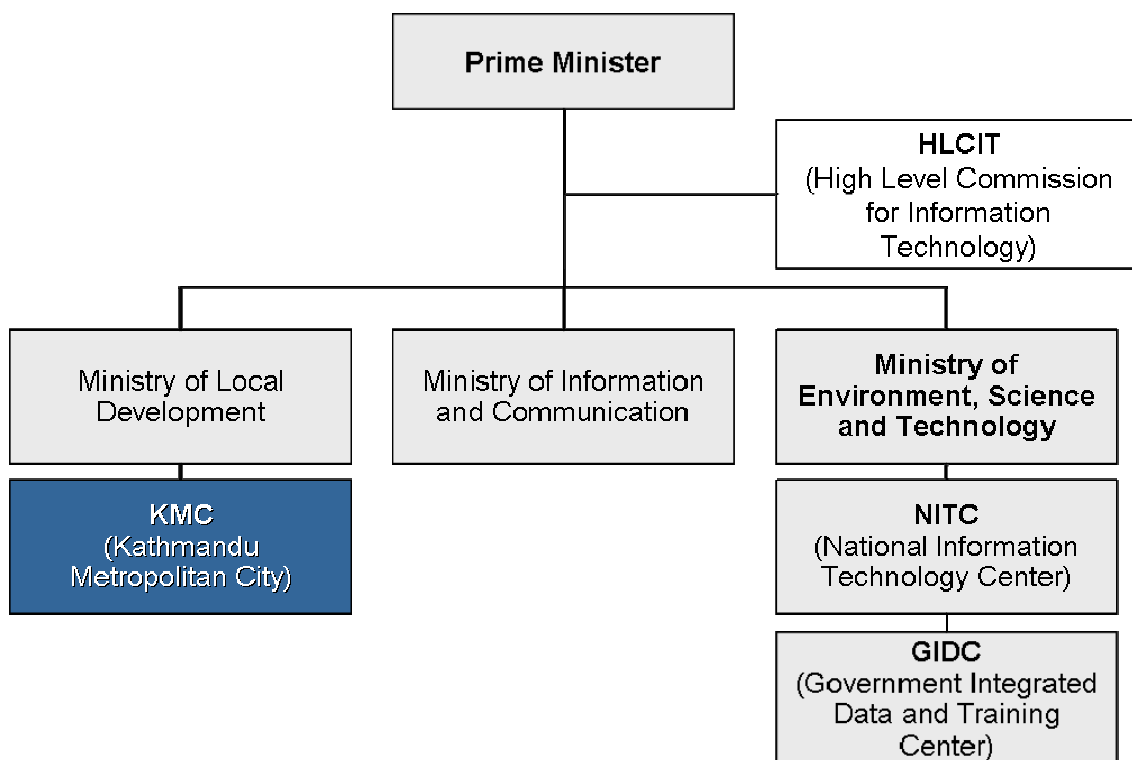 Prime Minister
HLCIT
(High Level Commission
for Information
Technology)
Ministry of Local
Development
Ministry of Information
and Communication
Ministry of
Environment, Science
and Technology
KMC
(Kathmandu
Metropolitan City)
NITC
(National Information
Technology Center)
GIDC
(Government Integrated
Data and Training
Center)